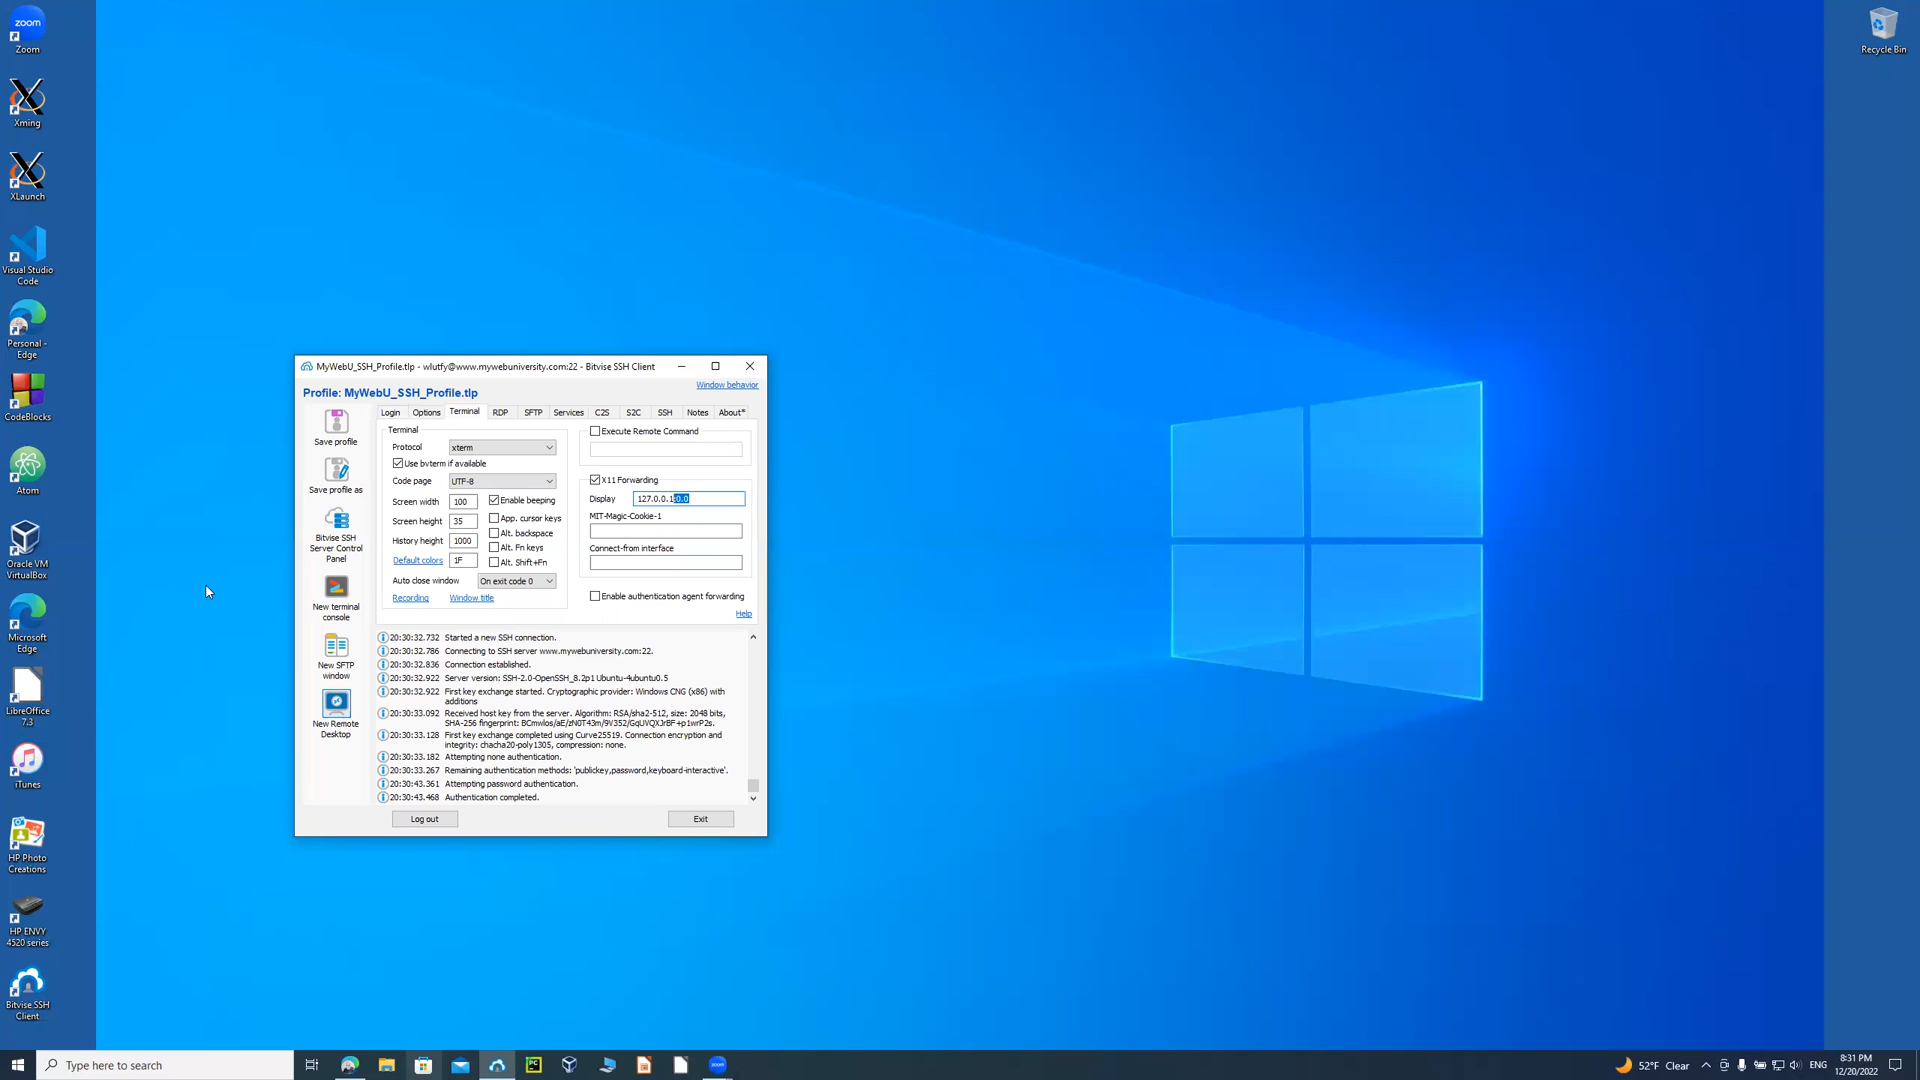 Zoom
Xming
XLaunch
Visual Studio
Code
Personal -
Edge
CodeBlocks
Atom
Oracle VM
VirtualBox
Microsoft
Edge
LibreOffice
7.3
iTunes
HP Photo
Creations
HP ENVY
4520 series
Bitvise SSH
Client
Recycle Bin
MyWebU_SSH_Profile.tlp - wlutfy@www.mywebuniversity.com:22 - Bitvise SSH Client
Profile: MyWebU_SSH_Profile.tlp
Window behavior
Save profile
Save profile as
Bitvise SSH
Server Control
Panel
New terminal
console
New SFTP
window
New Remote
Desktop
Login Options Terminal RDP SFTP Services C2S S2C SSH Notes About*
Terminal
Protocol xterm
Use bvterm if available
Code page UTF-8
Screen width 100
Enable beeping
Screen height 35
App. cursor keys
Alt. backspace
History height 1000
Alt. Fn keys
Default colors 1F
Alt. Shift+Fn
Auto close window On exit code 0
Recording Window title
Execute Remote Command
X11 Forwarding
Display 127.0.0.1:0.0
MIT-Magic-Cookie-1
Connect-from interface
Enable authentication agent forwarding
Help
20:30:32.732 Started a new SSH connection.
20:30:32.786 Connecting to SSH server www.mywebuniversity.com:22.
20:30:32.836 Connection established.
20:30:32.922 Server version: SSH-2.0-OpenSSH_8.2p1 Ubuntu-4ubuntu0.5
20:30:32.922 First key exchange started. Cryptographic provider: Windows CNG (x86) with
additions
20:30:33.092 Received host key from the server. Algorithm: RSA/sha2-512, size: 2048 bits,
SHA-256 fingerprint: BCmwlos/aE/zN0T43m/9V352/GqUVQXJrBF+p1wrP2s.
20:30:33.128 First key exchange completed using Curve25519. Connection encryption and
integrity: chacha20-poly1305, compression: none.
20:30:33.182 Attempting none authentication.
20:30:33.267 Remaining authentication methods: 'publickey,password,keyboard-interactive'.
20:30:43.361 Attempting password authentication.
20:30:43.468 Authentication completed.
Log out Exit
Type here to search
52°F Clear
ENG
8:31 PM
12/20/2022